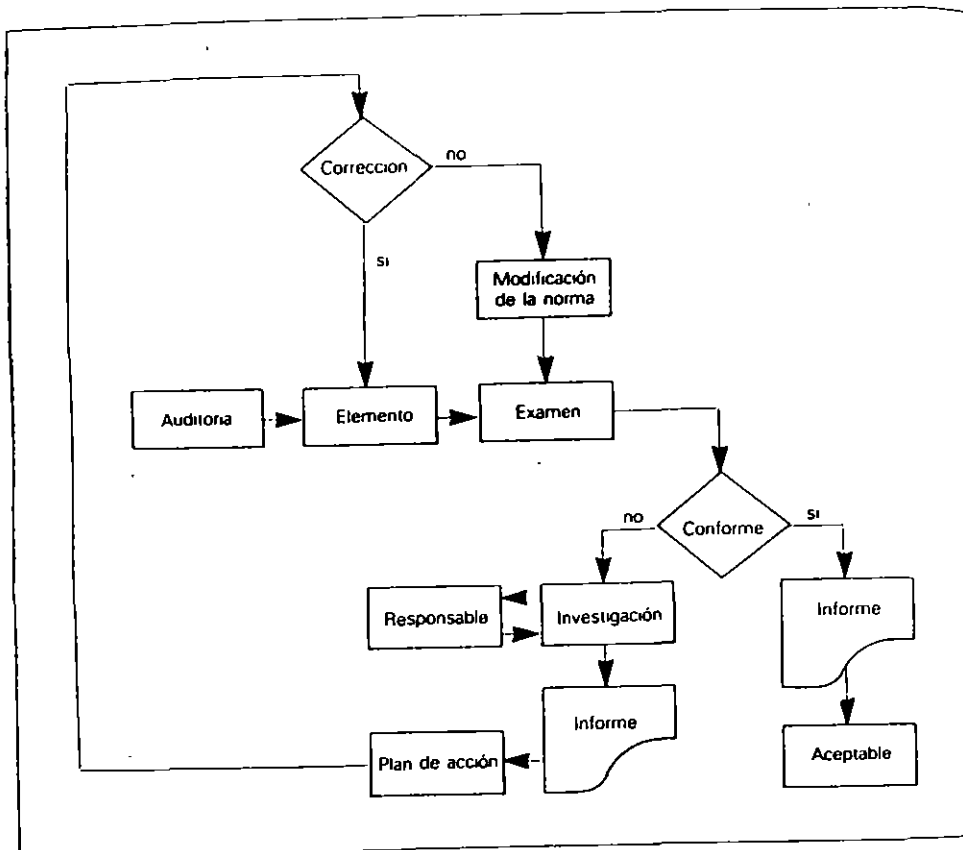 Correccion
no
si
Modificación
de la norma
Auditoria
Elemento
Examen
no
Conforme
si
Responsable
Investigación
Informe
Informe
Plan de acción
Aceptable